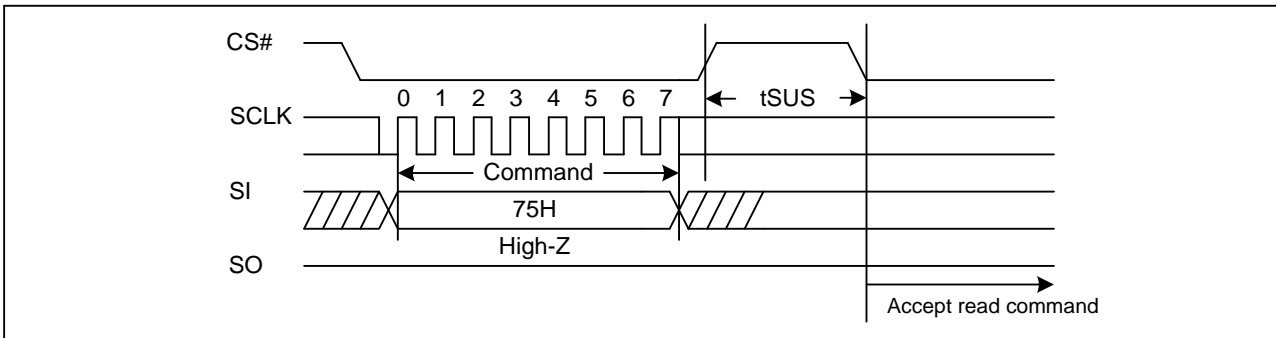 CS#
tSUS
0 1 2 3 4 5 6 7
SCLK
Command
SI
75H
High-Z
SO
Accept read command